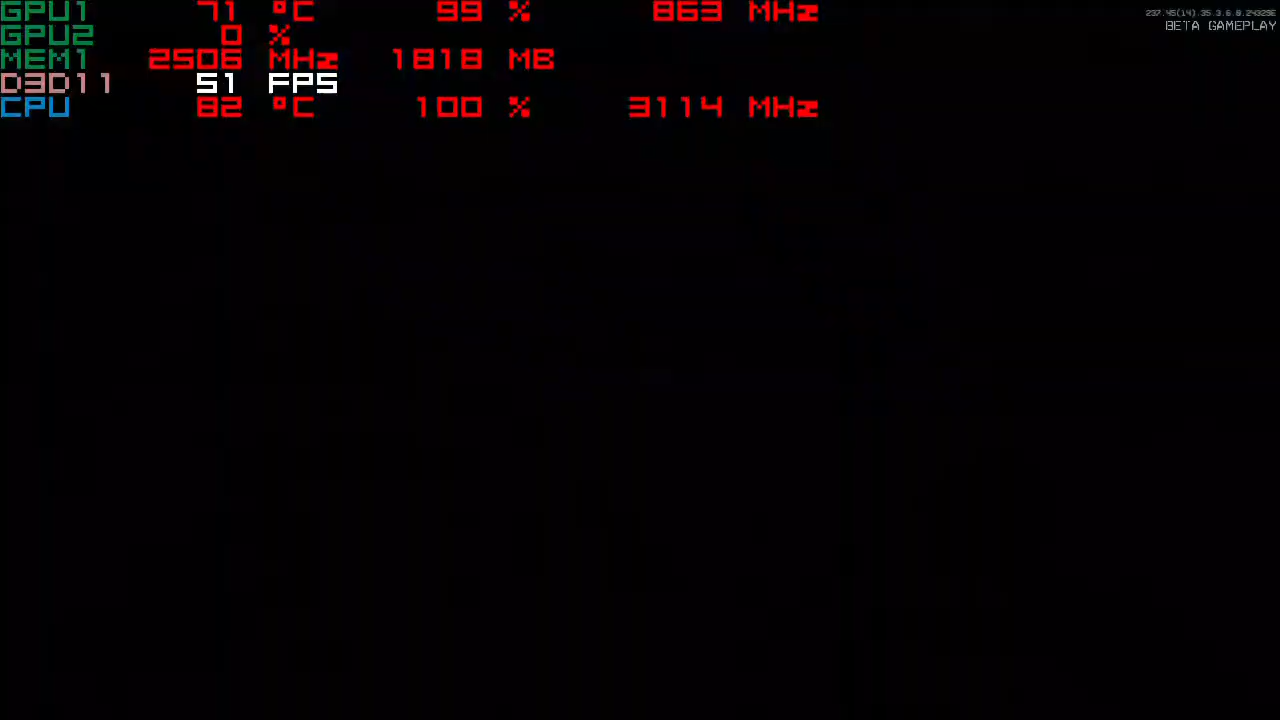 GPU1 71 °C 99 % 863 MHz
GPU2 0 %
MEM1 2506 MHz 1818 MB
D3D11 51 FPS
CPU 82 °C 100 % 3114 MHz
BETA GAMEPLAY